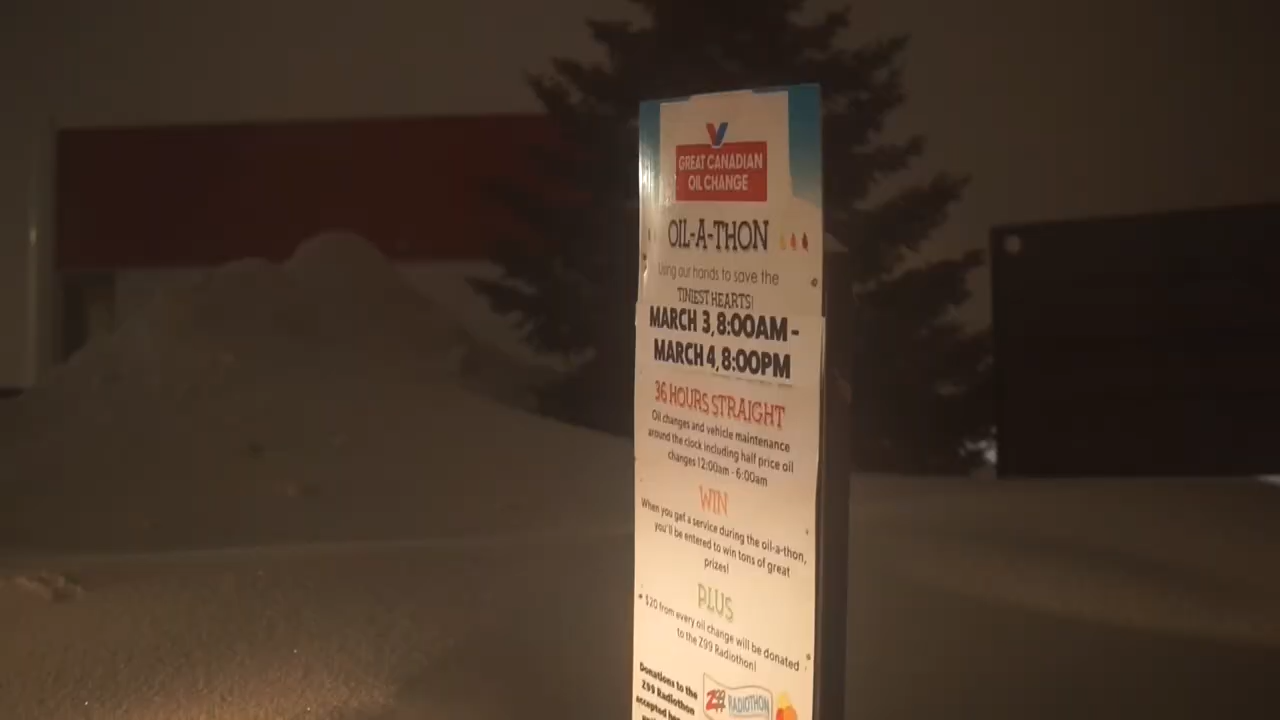 GREAT CANADIAN
OIL CHANGE
OIL-A-THON
Using our hands to save the
TINIEST HEARTS!
MARCH 3, 8:00AM -
MARCH 4, 8:00PM
36 HOURS STRAIGHT
Oil changes and vehicle maintenance
around the clock including half price oil
changes 12:00am - 6:00am
WIN
When you get a service during the oil-a-thon,
you'll be entered to win tons of great
prizes!
PLUS
• $20 from every oil change will be donated
to the Z99 Radiothon!
Donations to the
Z99 Radiothon
accepted
Z99 RADIOTHON